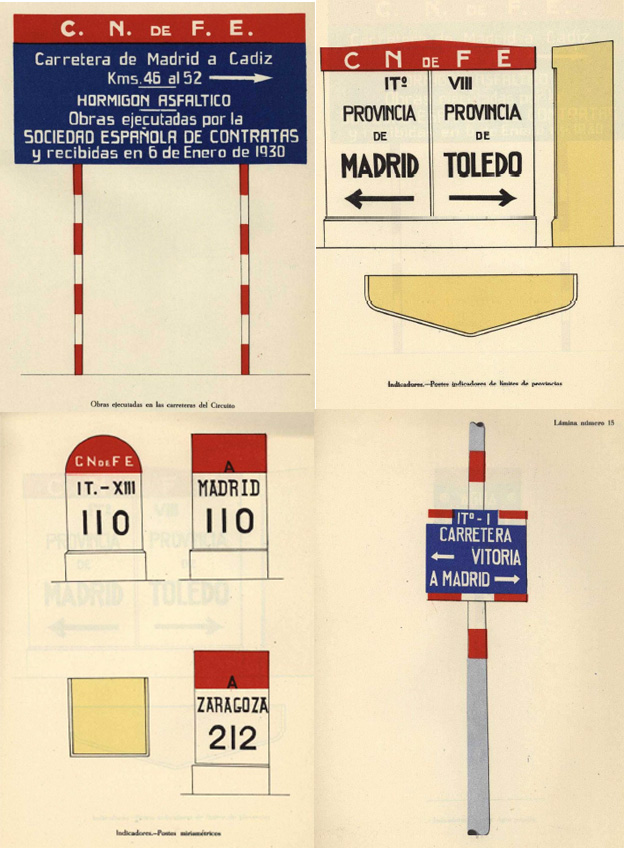 C. N. DE F. E.
Carretera de Madrid a Cadiz
Kms. 46 al 52
HORMIGON ASFALTICO
Obras ejecutadas por la
SOCIEDAD ESPAÑOLA DE CONTRATAS
y recibidas en 6 de Enero de 1930
Obras ejecutadas en las carreteras del Circuito
C N DE F E
ITº VIII
PROVINCIA DE MADRID
PROVINCIA DE TOLEDO
Indicadores.—Postes indicadores de límites de provincias
C N DE F E
IT.-XIII
110
A
MADRID
110
A
ZARAGOZA
212
Indicadores.—Postes miriamétricos
Lámina número 15
ITº-I
CARRETERA
VITORIA
A MADRID